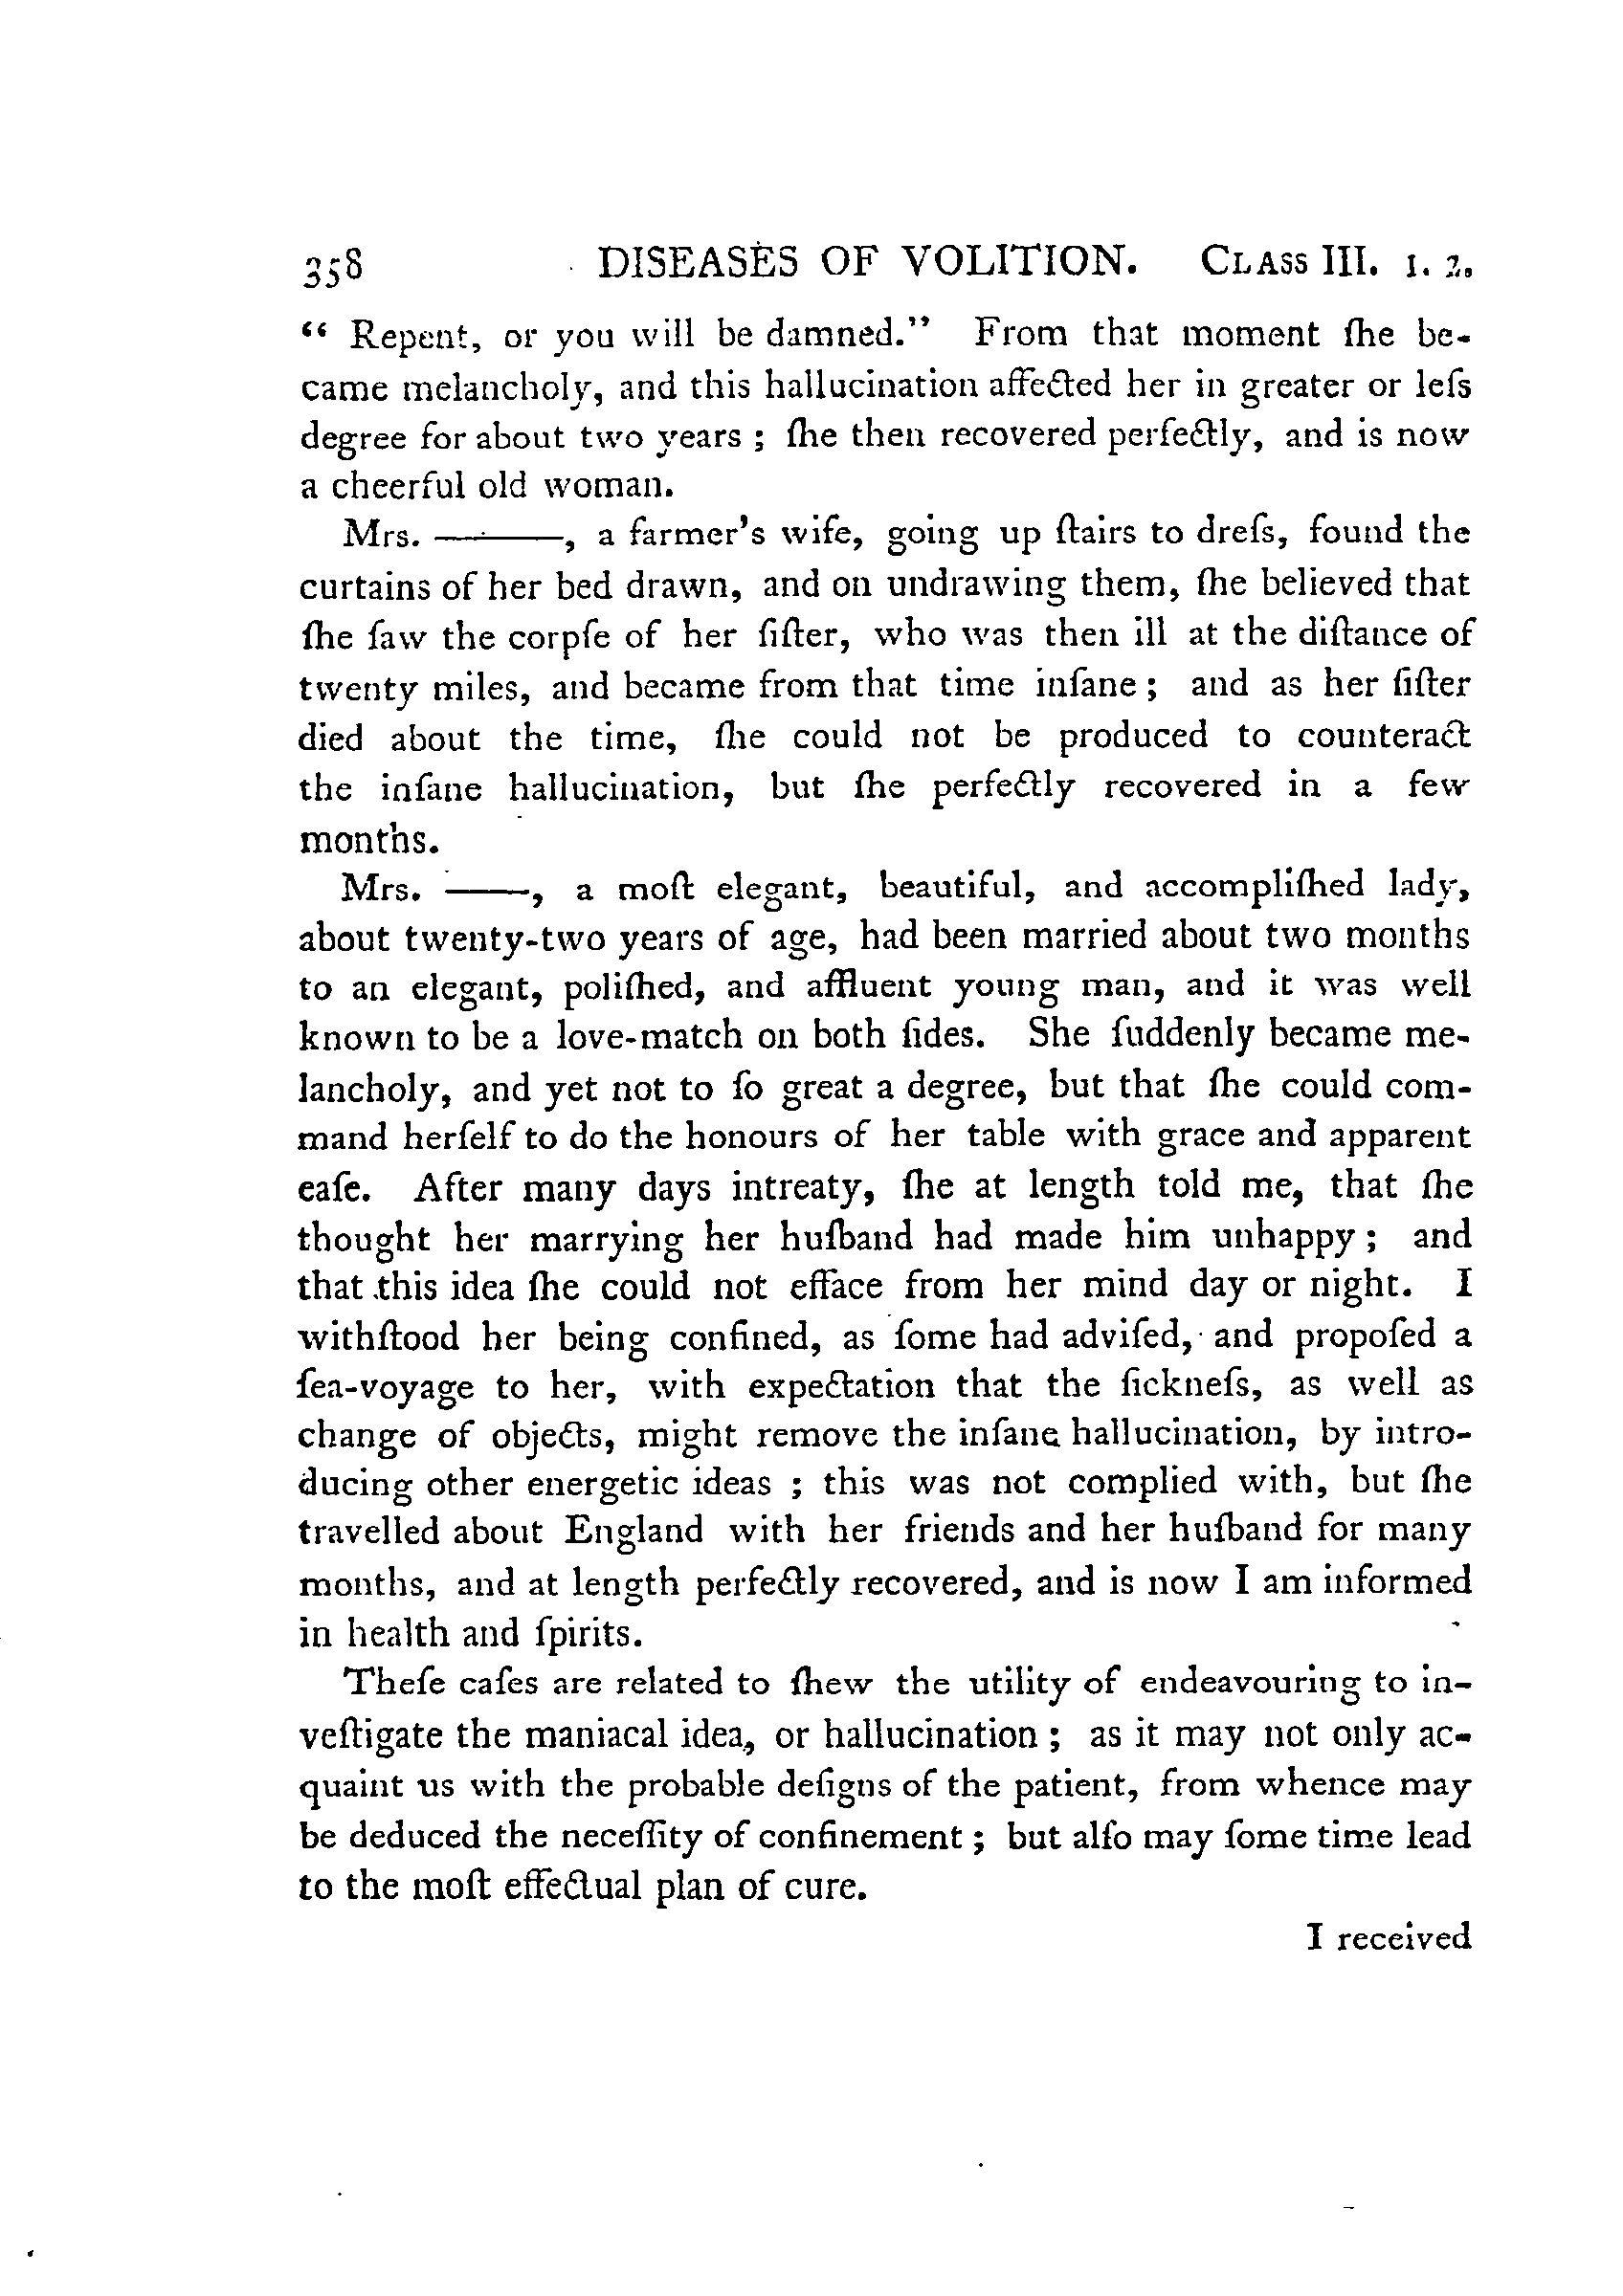 358 DISEASES OF VOLITION. CLASS III. 1. 2.
“ Repent, or you will be damned.” From that moment ſhe be-
came melancholy, and this hallucination affected her in greater or leſs
degree for about two years ; ſhe then recovered perfectly, and is now
a cheerful old woman.
Mrs. ———, a farmer's wife, going up ſtairs to dreſs, found the
curtains of her bed drawn, and on undrawing them, ſhe believed that
ſhe ſaw the corpſe of her ſiſter, who was then ill at the diſtance of
twenty miles, and became from that time inſane ; and as her ſiſter
died about the time, ſhe could not be produced to counteract
the inſane hallucination, but ſhe perfectly recovered in a few
months.
Mrs. ——, a moſt elegant, beautiful, and accompliſhed lady,
about twenty-two years of age, had been married about two months
to an elegant, poliſhed, and affluent young man, and it was well
known to be a love-match on both ſides. She ſuddenly became me-
lancholy, and yet not to ſo great a degree, but that ſhe could com-
mand herſelf to do the honours of her table with grace and apparent
eaſe. After many days intreaty, ſhe at length told me, that ſhe
thought her marrying her huſband had made him unhappy ; and
that this idea ſhe could not efface from her mind day or night. I
withſtood her being confined, as ſome had adviſed, and propoſed a
ſea-voyage to her, with expectation that the ſickneſs, as well as
change of objects, might remove the inſane hallucination, by intro-
ducing other energetic ideas ; this was not complied with, but ſhe
travelled about England with her friends and her huſband for many
months, and at length perfectly recovered, and is now I am informed
in health and ſpirits.
Theſe caſes are related to ſhew the utility of endeavouring to in-
veſtigate the maniacal idea, or hallucination ; as it may not only ac-
quaint us with the probable deſigns of the patient, from whence may
be deduced the neceſſity of confinement ; but alſo may ſome time lead
to the moſt effectual plan of cure.
I received